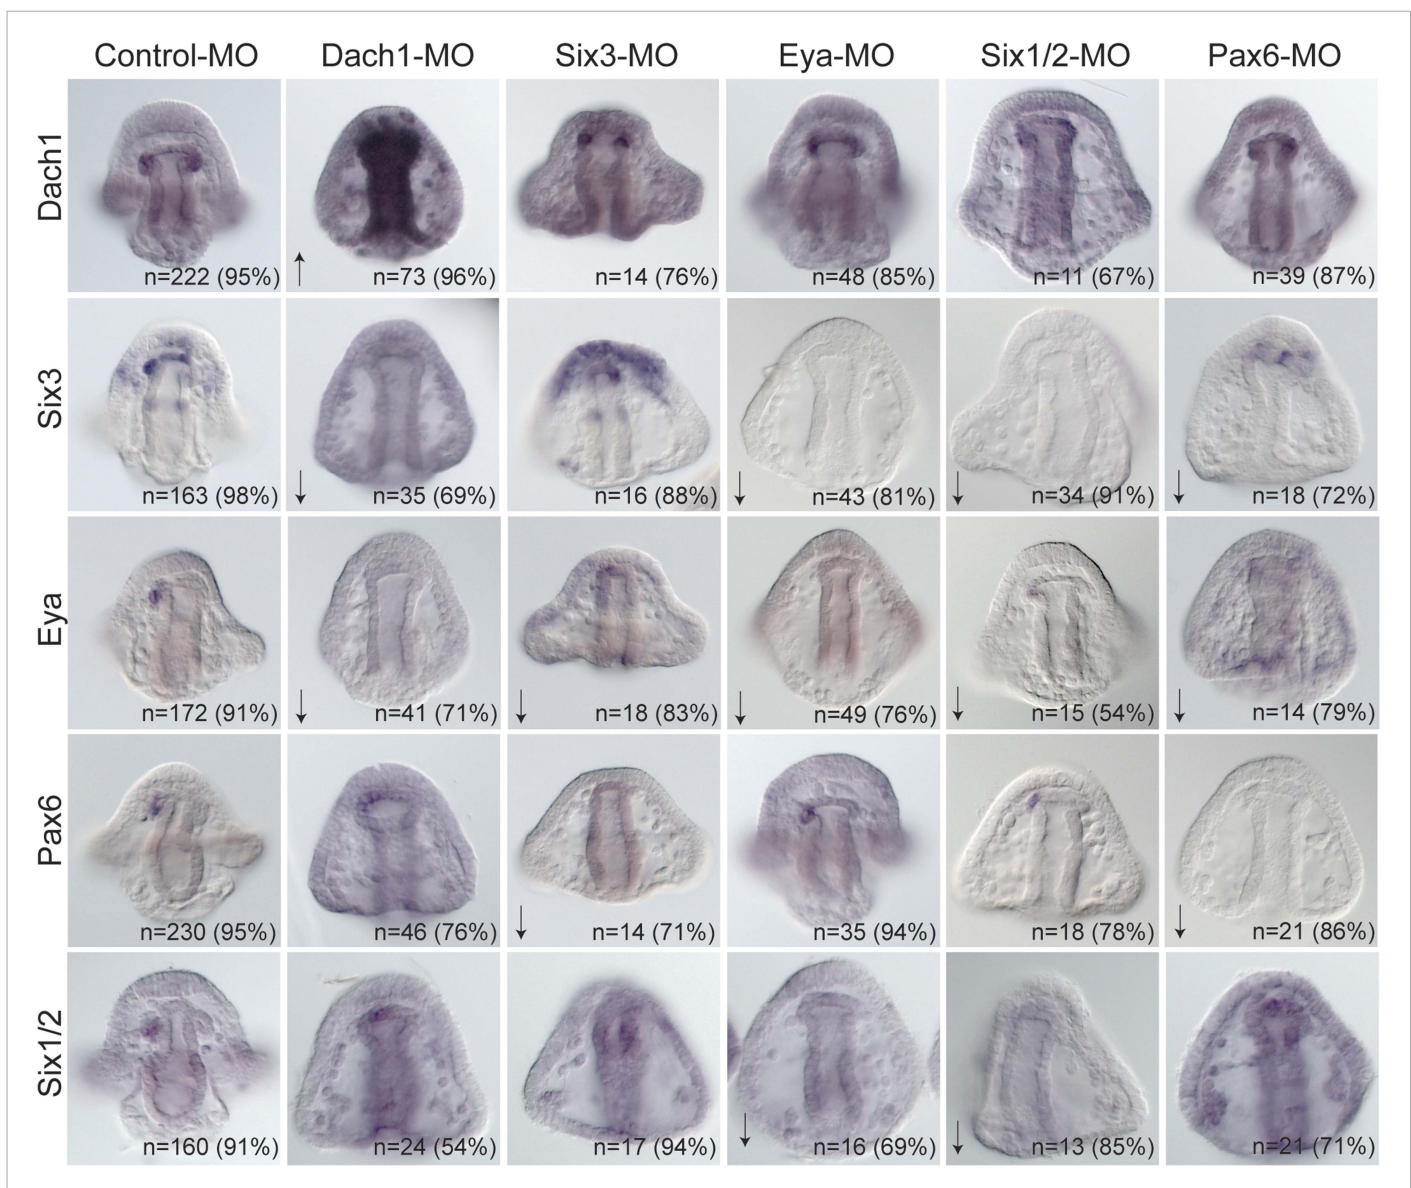 Control-MO Dach1-MO Six3-MO Eya-MO Six1/2-MO Pax6-MO
Dach1
n=222 (95%) ↑ n=73 (96%) n=14 (76%) n=48 (85%) n=11 (67%) n=39 (87%)
Six3
n=163 (98%) ↓ n=35 (69%) n=16 (88%) ↓ n=43 (81%) ↓ n=34 (91%) ↓ n=18 (72%)
Eya
n=172 (91%) ↓ n=41 (71%) ↓ n=18 (83%) ↓ n=49 (76%) ↓ n=15 (54%) ↓ n=14 (79%)
Pax6
n=230 (95%) n=46 (76%) ↓ n=14 (71%) n=35 (94%) n=18 (78%) ↓ n=21 (86%)
Six1/2
n=160 (91%) n=24 (54%) n=17 (94%) ↓ n=16 (69%) ↓ n=13 (85%) n=21 (71%)